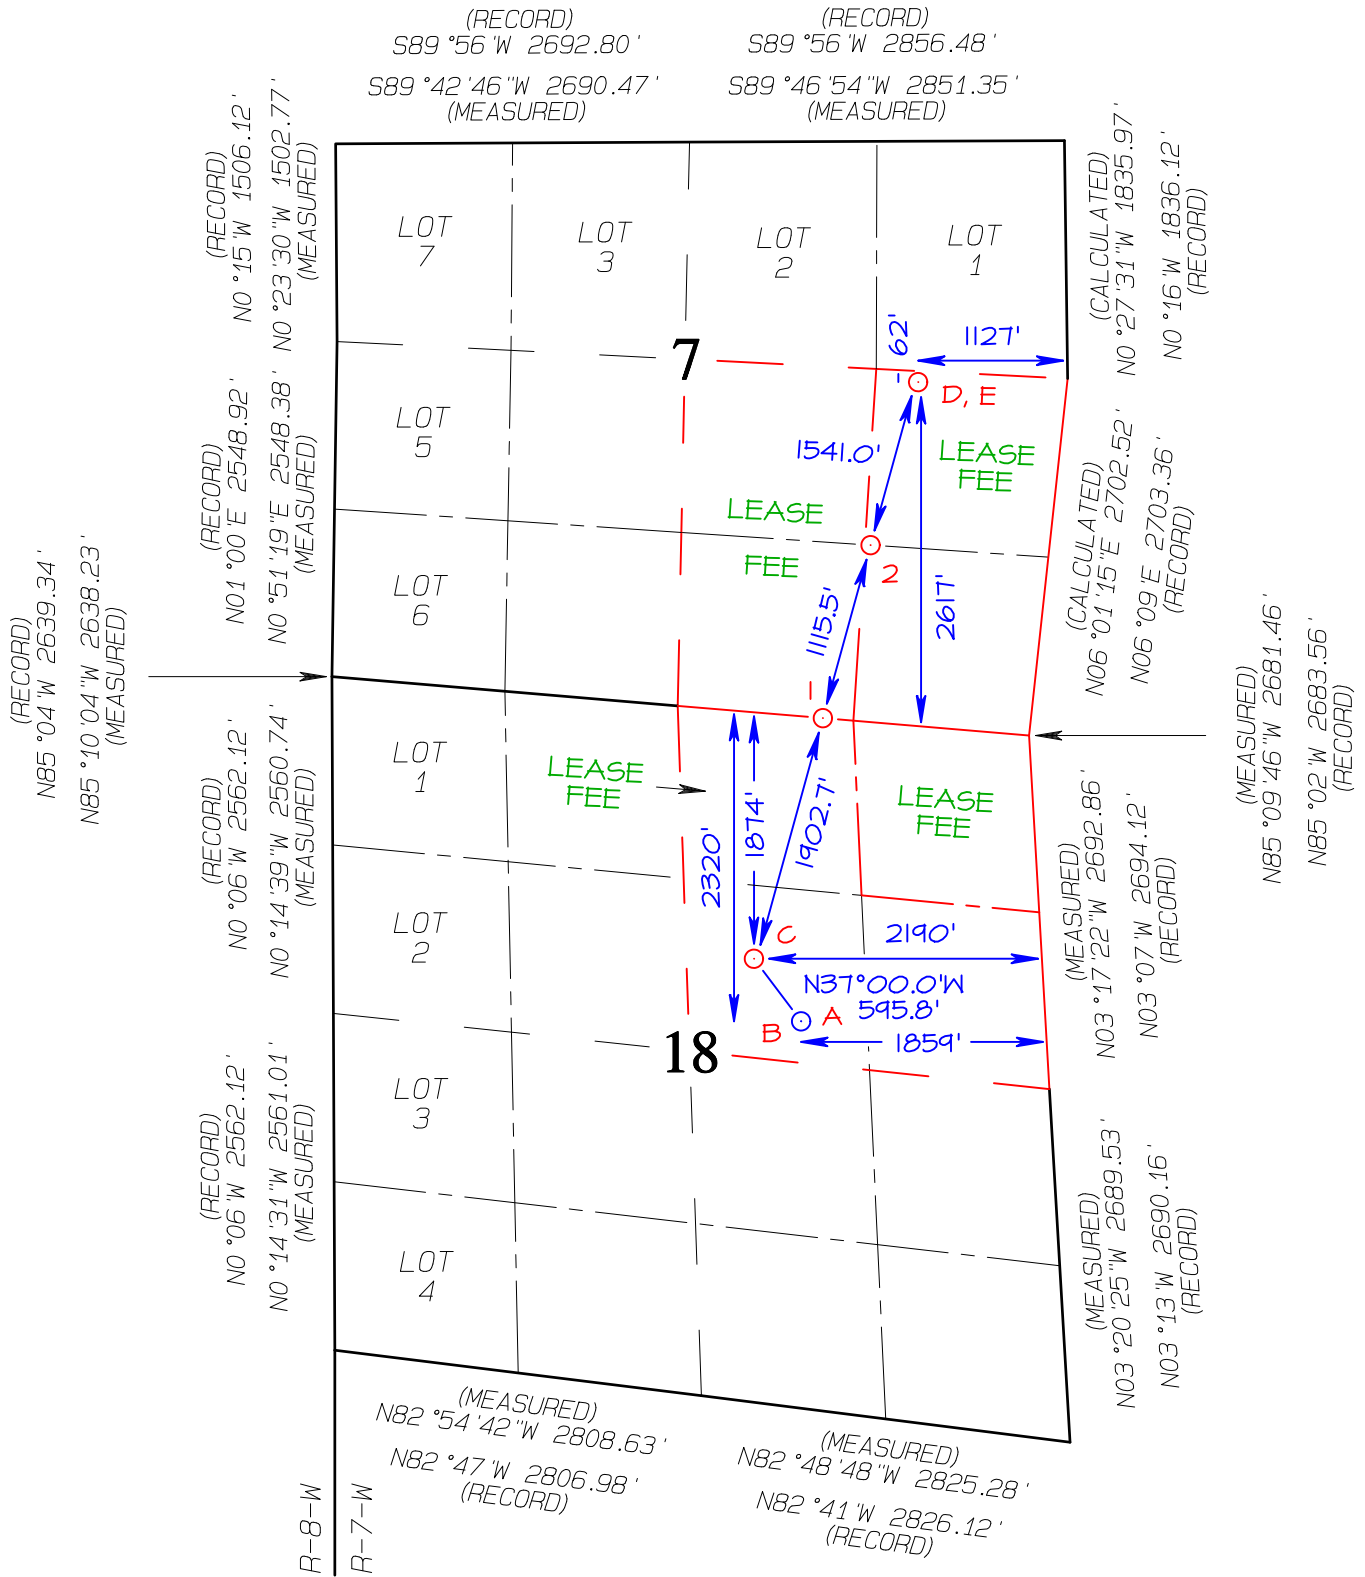 (RECORD)
S89°56'W 2692.80'
S89°42'46"W 2690.47'
(MEASURED)
(RECORD)
S89°56'W 2856.48'
S89°46'54"W 2851.35'
(MEASURED)
(RECORD)
N0°15'W 1506.12'
N0°23'30"W 1502.77'
(MEASURED)
(CALCULATED)
N0°27'31"W 1835.97'
N0°16'W 1836.12'
(RECORD)
LOT
7
LOT
3
LOT
2
LOT
1
7
62'
1127'
D, E
(RECORD)
N01°00'E 2548.92'
N0°51'19"E 2548.38'
(MEASURED)
LOT
5
1541.0'
LEASE
FEE
LEASE
FEE
(CALCULATED)
N06°01'15"E 2702.52'
N06°09'E 2703.36'
(RECORD)
2
LOT
6
1115.5'
2617'
(RECORD)
N85°04'W 2639.34'
N85°10'04"W 2638.23'
(MEASURED)
1
(MEASURED)
N85°09'46"W 2681.46'
N85°02'W 2683.56'
(RECORD)
(RECORD)
N0°06'W 2562.12'
N0°14'39"W 2560.74'
(MEASURED)
LOT
1
LEASE
FEE
2320'
1874'
1902.7'
LEASE
FEE
(MEASURED)
N03°17'22"W 2692.86'
N03°07'W 2694.12'
(RECORD)
LOT
2
C
2190'
N37°00.0'W
595.8'
B
A
1859'
18
(RECORD)
N0°06'W 2562.12'
N0°14'31"W 2561.01'
(MEASURED)
LOT
3
LOT
4
(MEASURED)
N03°20'25"W 2689.53'
N03°13'W 2690.16'
(RECORD)
(MEASURED)
N82°54'42"W 2808.63'
N82°47'W 2806.98'
(RECORD)
(MEASURED)
N82°48'48"W 2825.28'
N82°41'W 2826.12'
(RECORD)
R-8-W
R-7-W